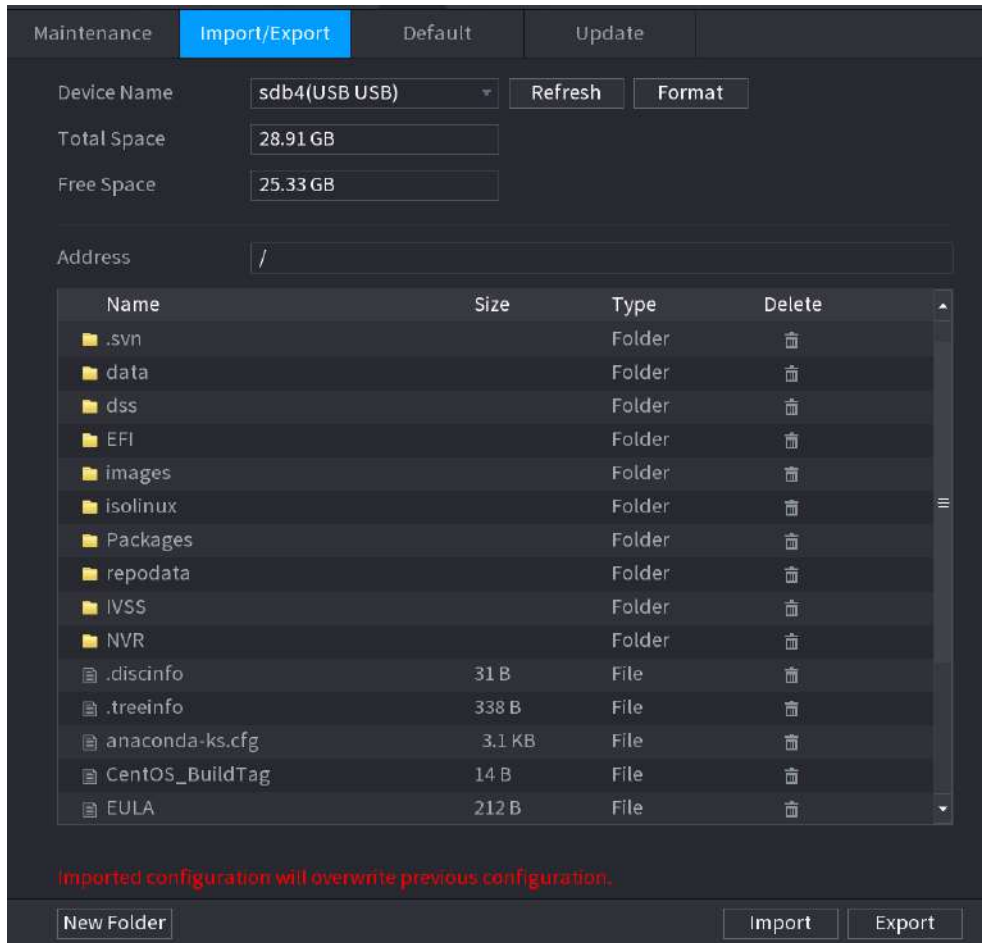 Maintenance Import/Export Default Update
Device Name sdb4(USB USB) Refresh Format
Total Space 28.91 GB
Free Space 25.33 GB
Address /
Name Size Type Delete
.svn Folder
data Folder
dss Folder
EFI Folder
images Folder
isolinux Folder
Packages Folder
repodata Folder
IVSS Folder
NVR Folder
.discinfo 31 B File
.treeinfo 338 B File
anaconda-ks.cfg 3.1 KB File
CentOS_BuildTag 14 B File
EULA 212 B File
Imported configuration will overwrite previous configuration.
New Folder Import Export